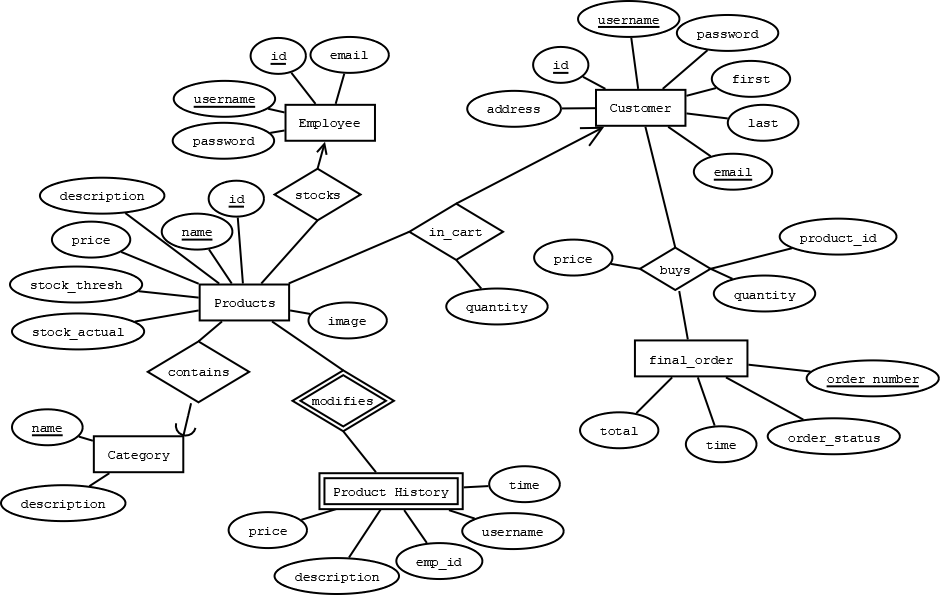 username
password
id
email
id
first
username
address
Customer
last
Employee
password
email
description
id
stocks
name
price
in_cart
product_id
price
buys
stock_thresh
quantity
Products
quantity
image
stock_actual
final_order
contains
order_number
modifies
name
total
order_status
time
Category
time
Product History
description
price
username
emp_id
description